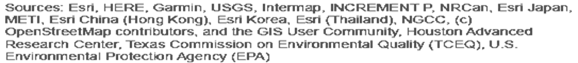 Sources: Esri, HERE, Garmin, USGS, Intermap, INCREMENT P, NRCan, Esri Japan,
METI, Esri China (Hong Kong), Esri Korea, Esri (Thailand), NGCC, (c)
OpenStreetMap contributors, and the GIS User Community, Houston Advanced
Research Center, Texas Commission on Environmental Quality (TCEQ), U.S.
Environmental Protection Agency (EPA)